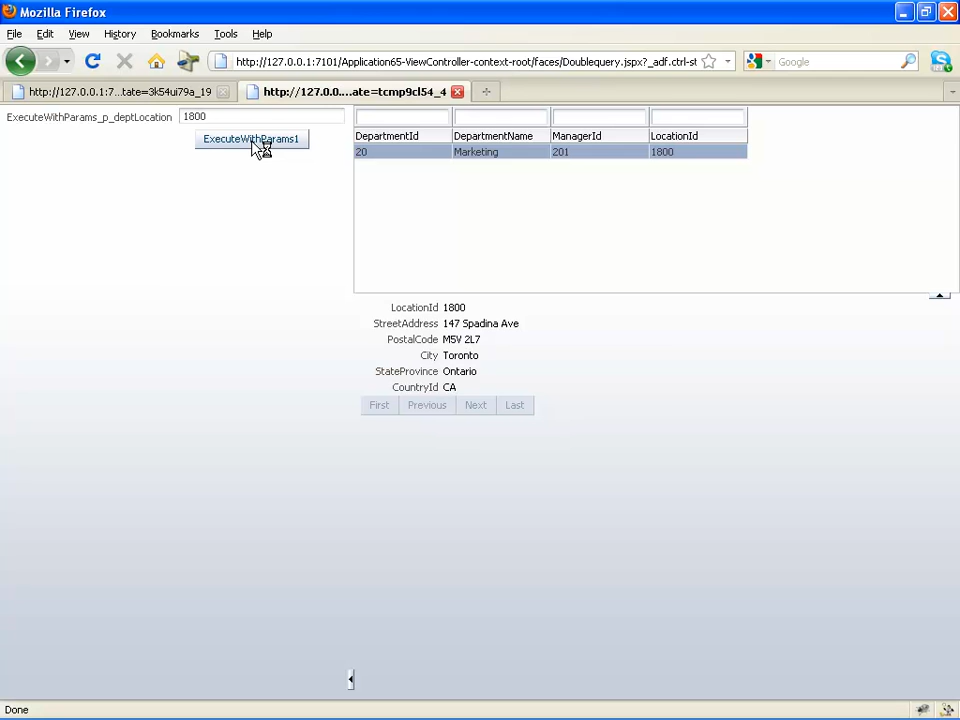 Mozilla Firefox
File Edit View History Bookmarks Tools Help
http://127.0.0.1:7101/Application65-ViewController-context-root/faces/Doublequery.jspx?_adf.ctrl-st
Google
http://127.0.0.1:7...tate=3k54ui79a_19
http://127.0.0....ate=tcmp9cl54_4
ExecuteWithParams_p_deptLocation 1800
ExecuteWithParams1
DepartmentId DepartmentName ManagerId LocationId
20 Marketing 201 1800
LocationId 1800
StreetAddress 147 Spadina Ave
PostalCode M5V 2L7
City Toronto
StateProvince Ontario
CountryId CA
First Previous Next Last
Done